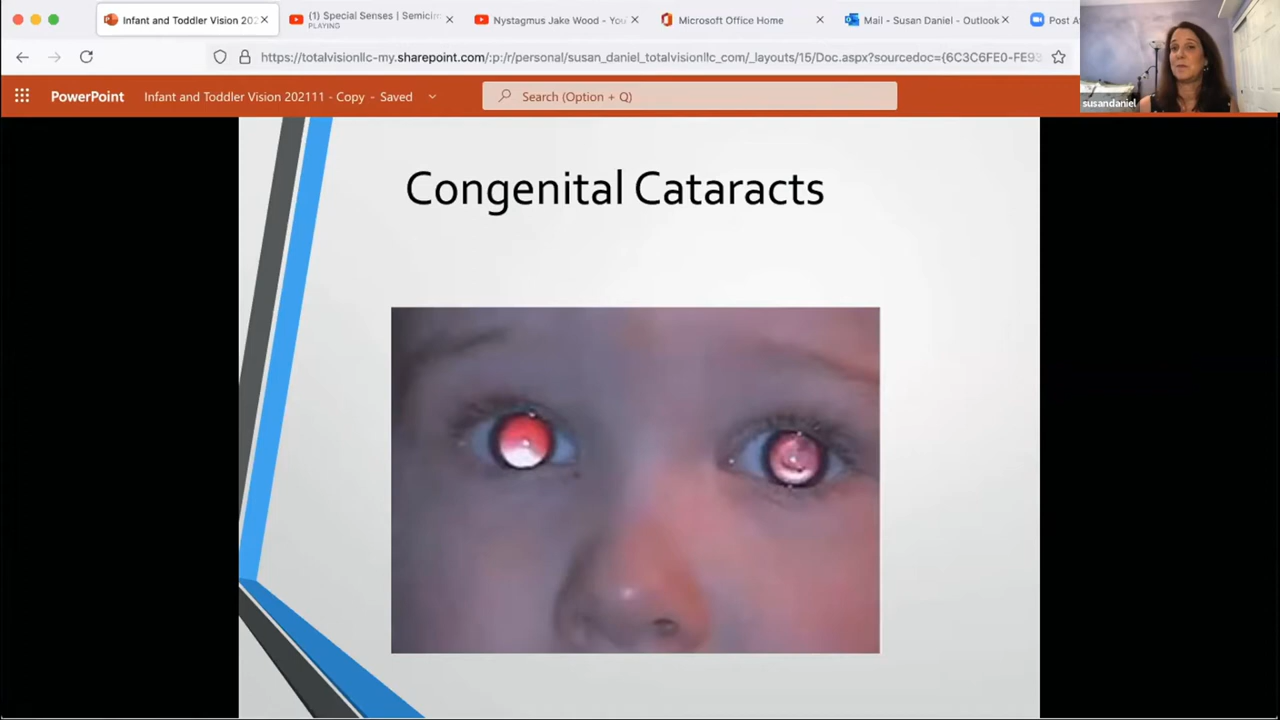 Infant and Toddler Vision 202
(1) Special Senses | Semicirc
PLAYING
Nystagmus Jake Wood - You
Microsoft Office Home
Mail - Susan Daniel - Outlook
Post A
https://totalvisionllc-my.sharepoint.com/:p:/r/personal/susan_daniel_totalvisionllc_com/_layouts/15/Doc.aspx?sourcedoc={6C3C6FE0-FE93
PowerPoint
Infant and Toddler Vision 202111 - Copy - Saved
Search (Option + Q)
susandaniel
Congenital Cataracts